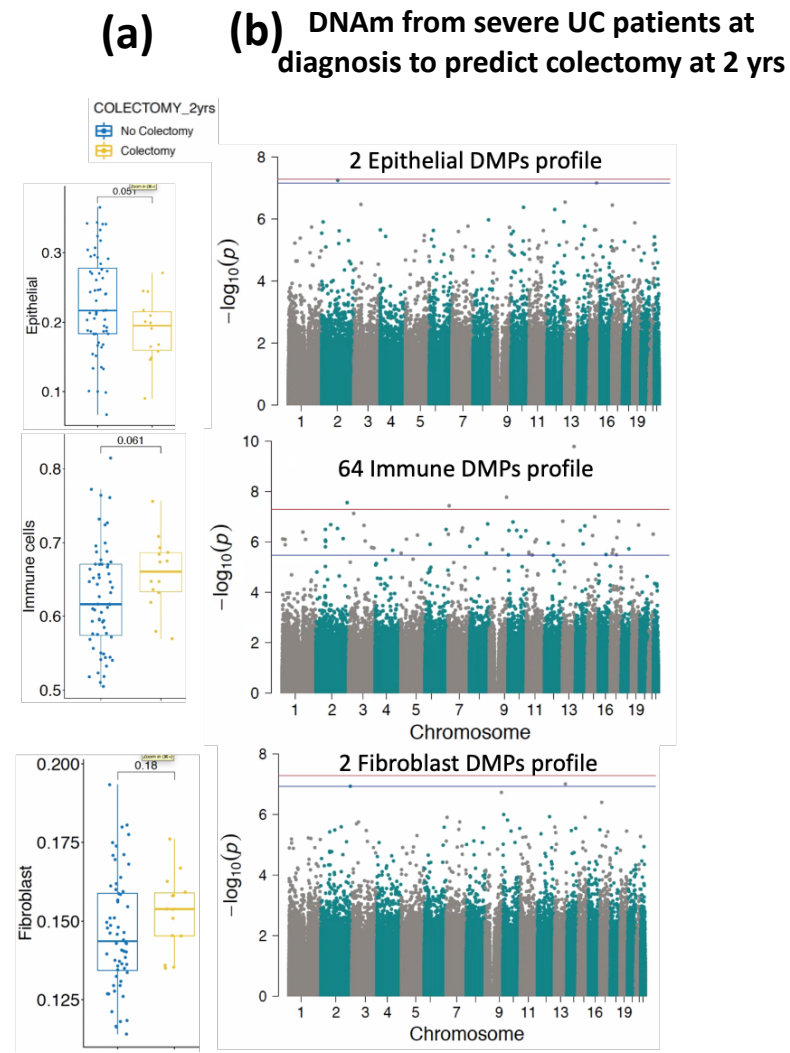 (a)
(b)
DNAm from severe UC patients at
diagnosis to predict colectomy at 2 yrs
COLECTOMY_2yrs
No Colectomy
Colectomy
0.051
Epithelial
0.3
0.2
0.1
2 Epithelial DMPs profile
−log10(p)
8
6
4
2
0
1 2 3 4 5 7 9 11 13 16 19
0.061
Immune cells
0.8
0.7
0.6
0.5
64 Immune DMPs profile
−log10(p)
10
8
6
4
2
0
1 2 3 4 5 7 9 11 13 16 19
Chromosome
0.18
Fibroblast
0.200
0.175
0.150
0.125
2 Fibroblast DMPs profile
−log10(p)
8
6
4
2
0
1 2 3 4 5 7 9 11 13 16 19
Chromosome